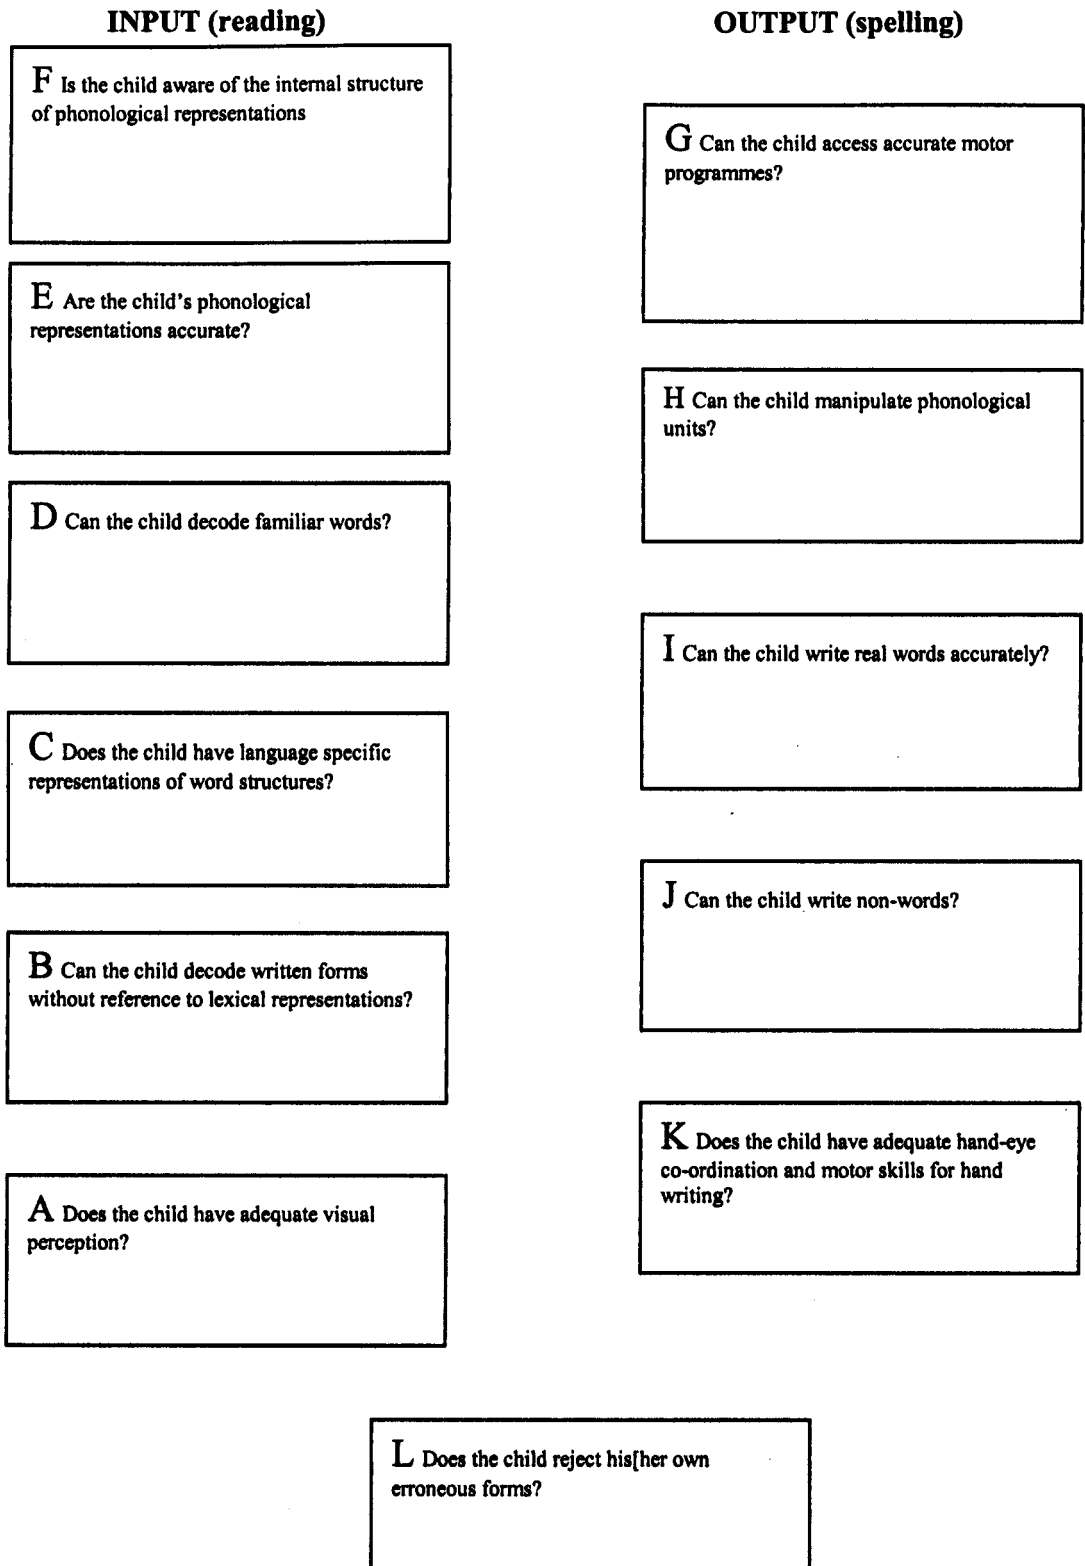 INPUT (reading)
F Is the child aware of the internal structure
of phonological representations
E Are the child's phonological
representations accurate?
D Can the child decode familiar words?
C Does the child have language specific
representations of word structures?
B Can the child decode written forms
without reference to lexical representations?
A Does the child have adequate visual
perception?
OUTPUT (spelling)
G Can the child access accurate motor
programmes?
H Can the child manipulate phonological
units?
I Can the child write real words accurately?
J Can the child write non-words?
K Does the child have adequate hand-eye
co-ordination and motor skills for hand
writing?
L Does the child reject his[her own
erroneous forms?